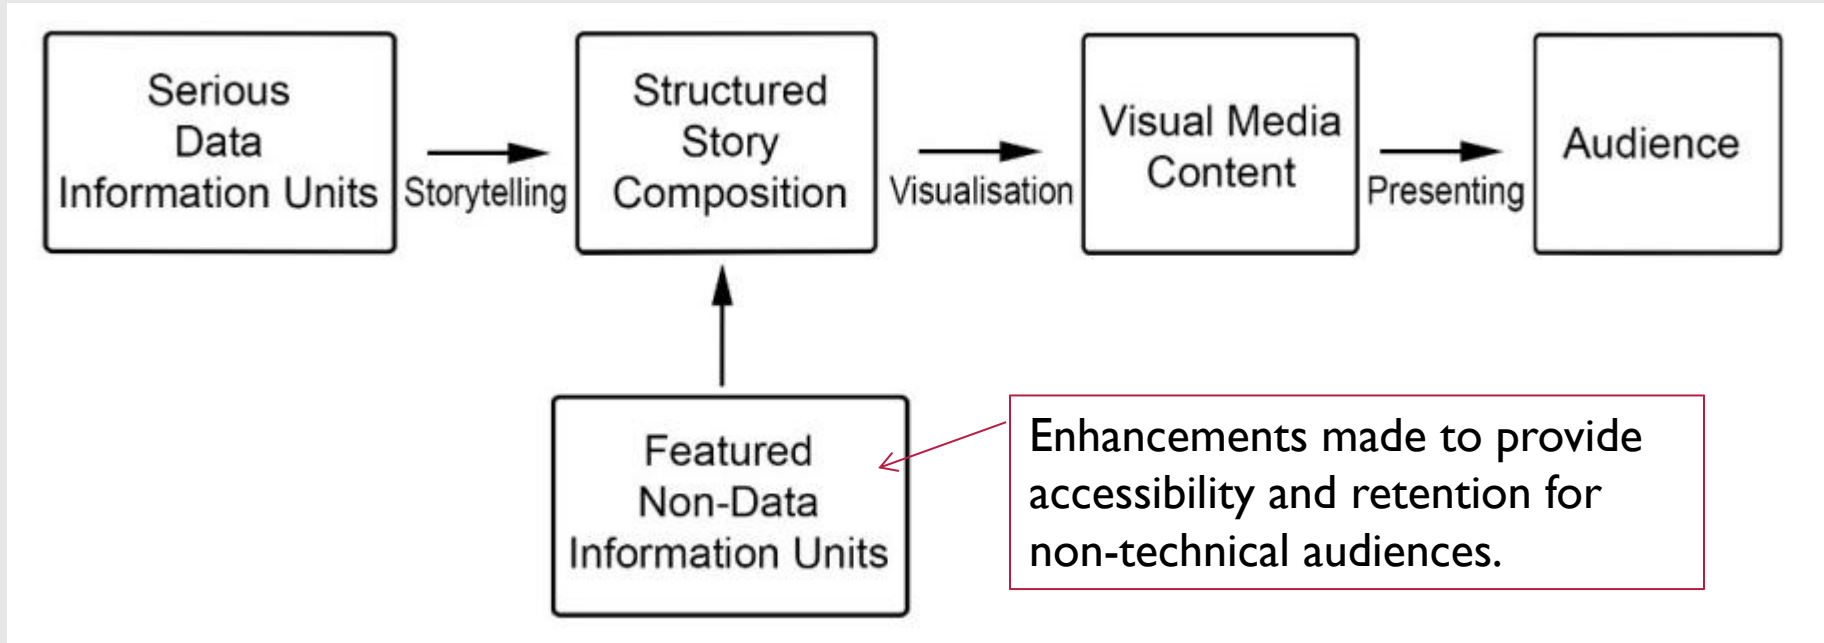 Serious
Data
Information Units
Storytelling
Structured
Story
Composition
Visualisation
Visual Media
Content
Presenting
Audience
Featured
Non-Data
Information Units
Enhancements made to provide
accessibility and retention for
non-technical audiences.